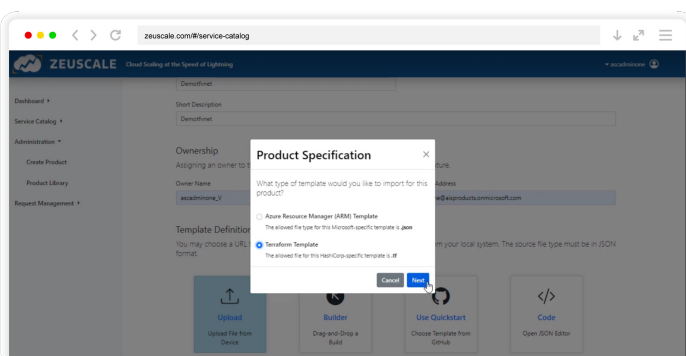 zeuscale.com/#/service-catalog
ZEUSCALE Cloud Scaling at the Speed of Lightning ascadminone
Demothnet
Dashboard
Short Description
Service Catalog
Demothnet
Administration
Create Product
Ownership
Assigning an owner to t
ture.
Product Library
Owner Name
Address
Request Management
ascadminone_V
ne@aisproducts.onmicrosoft.com
Product Specification ×
What type of template would you like to import for this
product?
Azure Resource Manager (ARM) Template
The allowed file type for this Microsoft-specific template is .json
Terraform Template
The allowed file for this HashiCorp-specific template is .tf
Cancel Next
Template Definition
You may choose a URL
om your local system. The source file type must be in JSON
format.
Upload
Upload File from
Device
Builder
Drag-and-Drop a
Build
Use Quickstart
Choose Template from
GitHub
</>
Code
Open JSON Editor